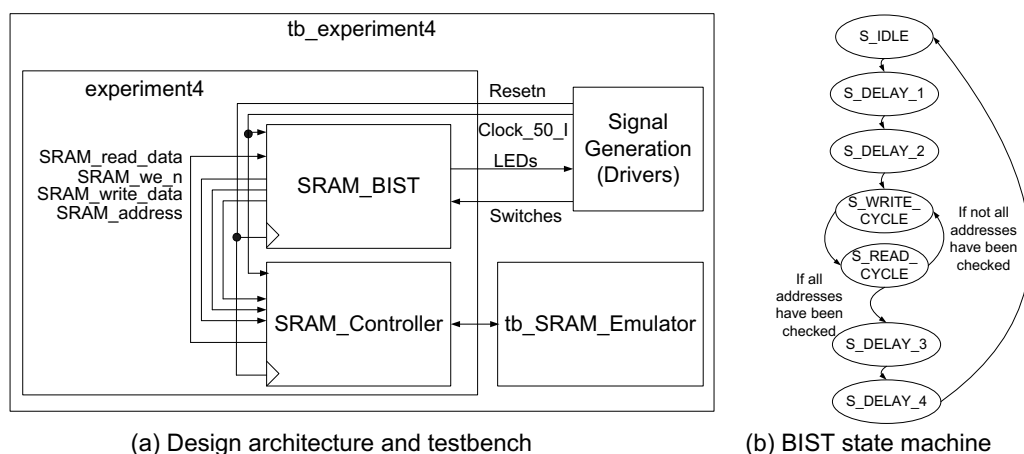 tb_experiment4
experiment4
Resetn
Clock_50_I
LEDs
Switches
Signal
Generation
(Drivers)
SRAM_read_data
SRAM_we_n
SRAM_write_data
SRAM_address
SRAM_BIST
SRAM_Controller
tb_SRAM_Emulator
(a) Design architecture and testbench
S_IDLE
S_DELAY_1
S_DELAY_2
S_WRITE_
CYCLE
S_READ_
CYCLE
If not all
addresses
have been
checked
If all
addresses
have been
checked
S_DELAY_3
S_DELAY_4
(b) BIST state machine